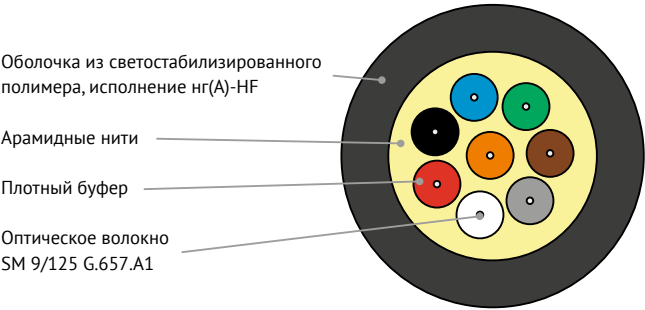 Оболочка из светостабилизированного
полимера, исполнение нг(А)-HF
Арамидные нити
Плотный буфер
Оптическое волокно
SM 9/125 G.657.A1